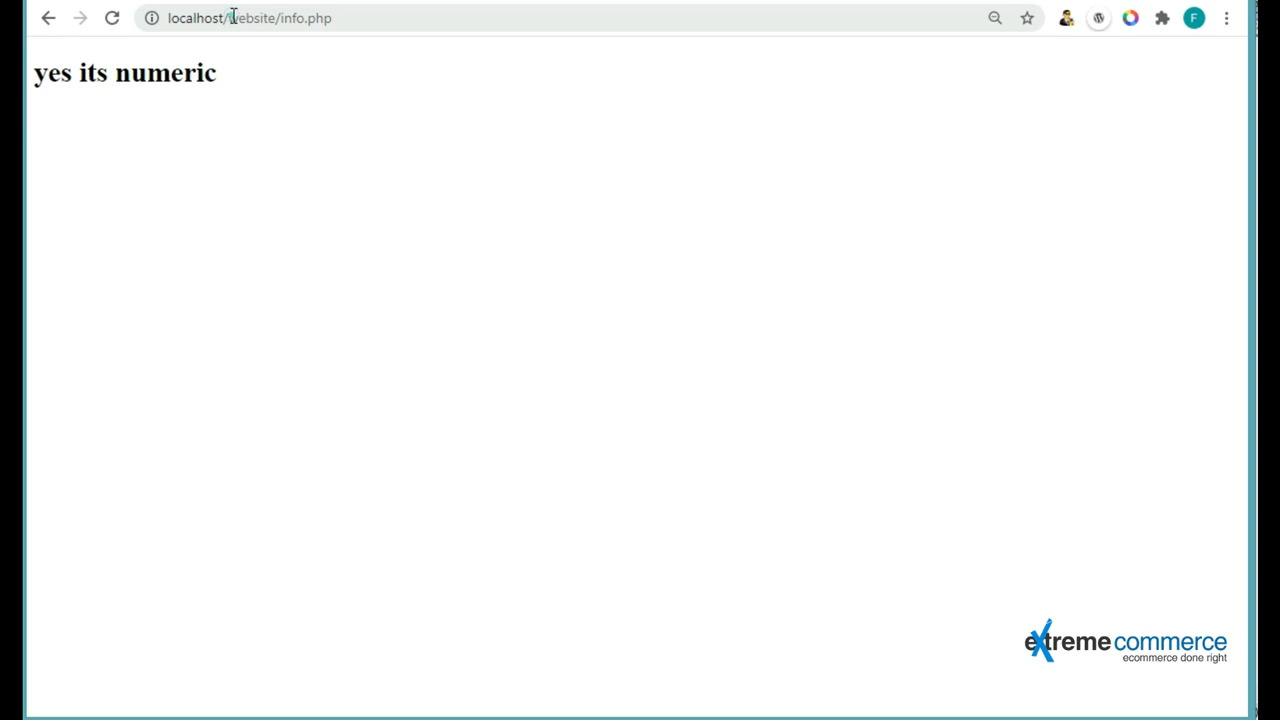 localhost/website/info.php
F
yes its numeric
extreme commerce
ecommerce done right